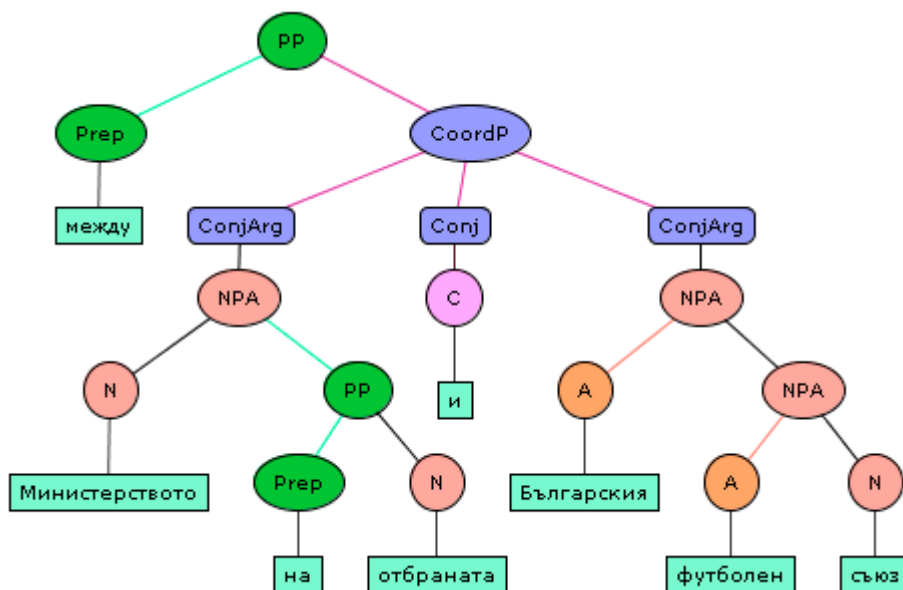 PP
Prep CoordP
между ConjArg Conj ConjArg
NPA C NPA
N PP и A NPA
Министерството Prep N Българския A N
на отбраната футболен съюз